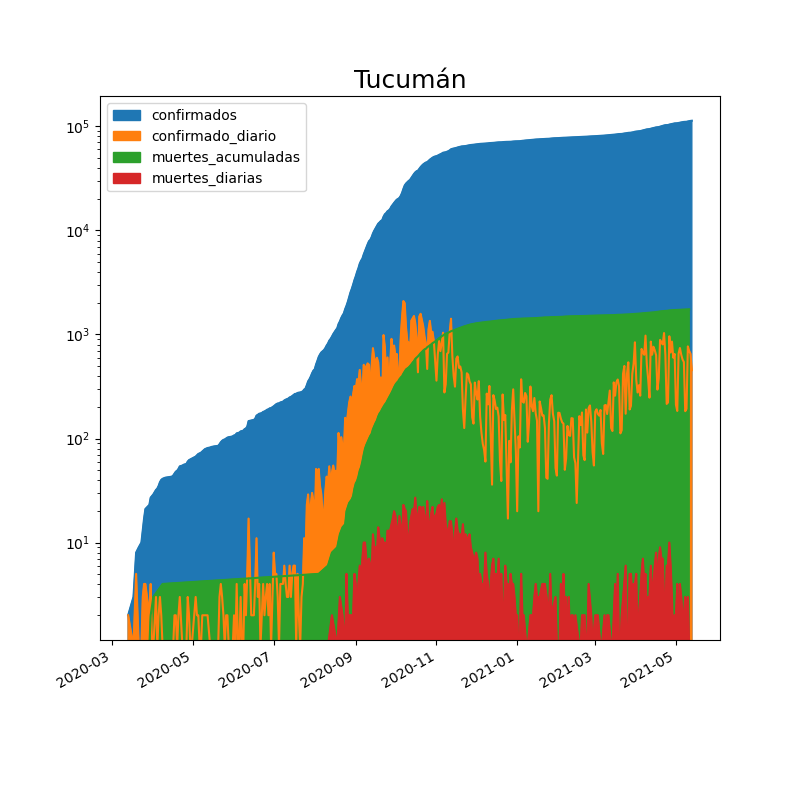 Tucumán
confirmados
confirmado_diario
muertes_acumuladas
muertes_diarias
10^5
10^4
10^3
10^2
10^1
2020-03 2020-05 2020-07 2020-09 2020-11 2021-01 2021-03 2021-05